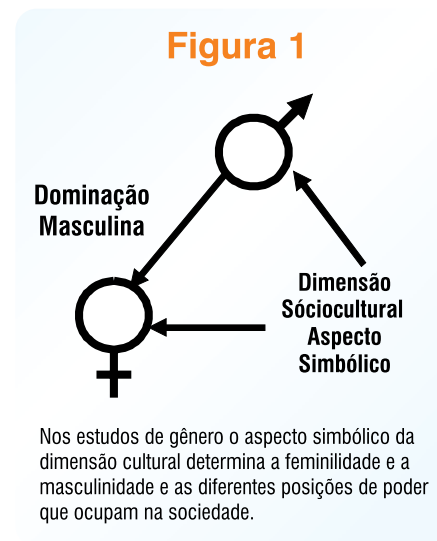 Figura 1
Dominação
Masculina
Dimensão
Sóciocultural
Aspecto
Simbólico
Nos estudos de gênero o aspecto simbólico da
dimensão cultural determina a feminilidade e a
masculinidade e as diferentes posições de poder
que ocupam na sociedade.